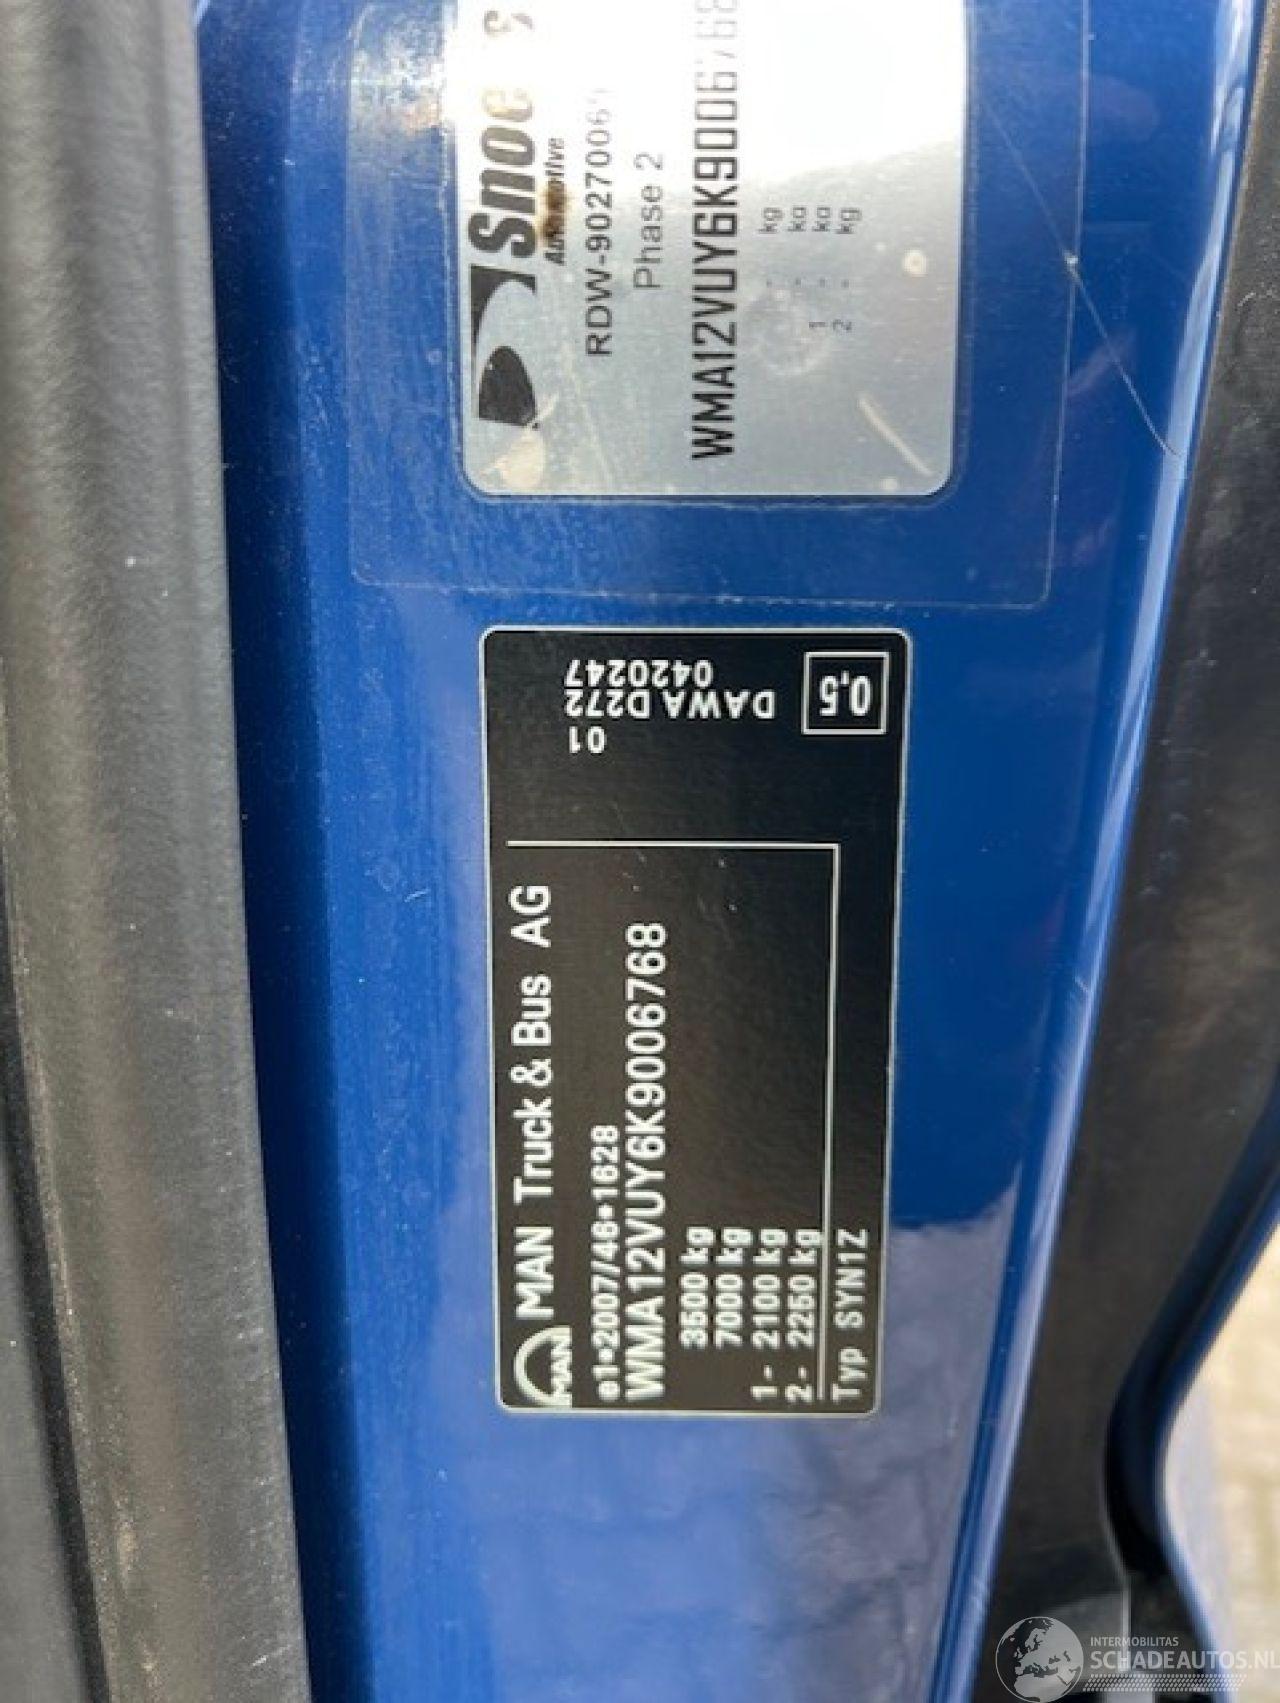 RDW-9027006
Phase 2
WMA12VUY6K9006768
- kg
- kg
1 - kg
2 - kg
MAN MAN Truck & Bus AG
e1*2007/46*1628
WMA12VUY6K9006768
3500 kg
7000 kg
1- 2100 kg
2- 2250 kg
Typ SYN1Z
0420247
DAWA D272
01
0,5
INTERMOBILITAS
SCHADEAUTOS.NL